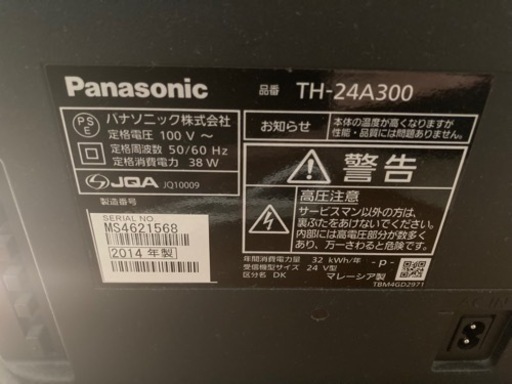 Panasonic 品番 TH-24A300
PS
E
パナソニック株式会社
定格電圧 100 V ～
定格周波数 50/60 Hz
定格消費電力 38 W
JQA JQ10009
製造番号
SERIAL NO.
MS4621568
2014 年製
お知らせ
本体の温度が高くなりますが
性能・品質には問題ありません。
警告
高圧注意
サービスマン以外の方は、
裏ぶたをあけないでください。
内部には高電圧部分が数多く
あり、万一さわると危険です。
年間消費電力量 32 kWh/年
受信機型サイズ 24 V型
区分名 DK
-P-
マレーシア製
TBM4GD2971